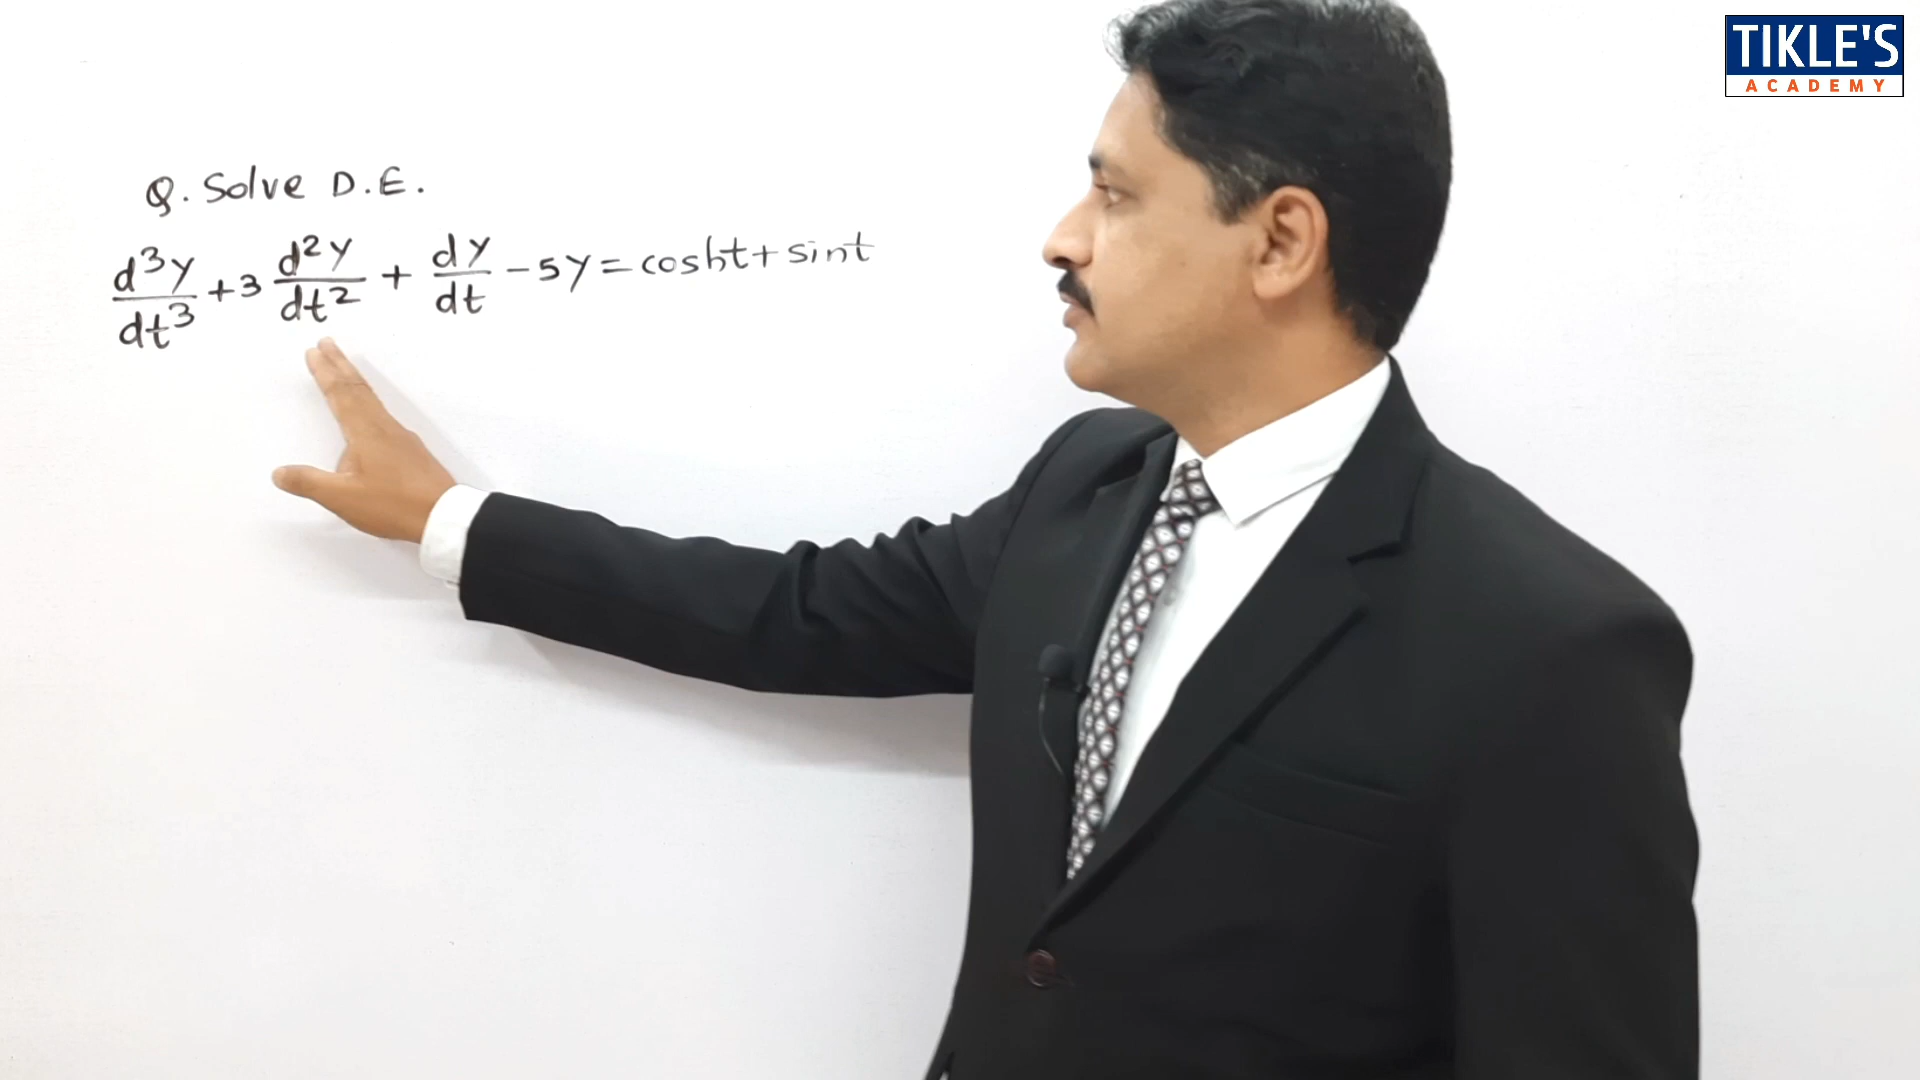 TIKLE'S
ACADEMY
Q. Solve D.E.
d³y/dt³ + 3 d²y/dt² + dy/dt - 5y = cosht + sint